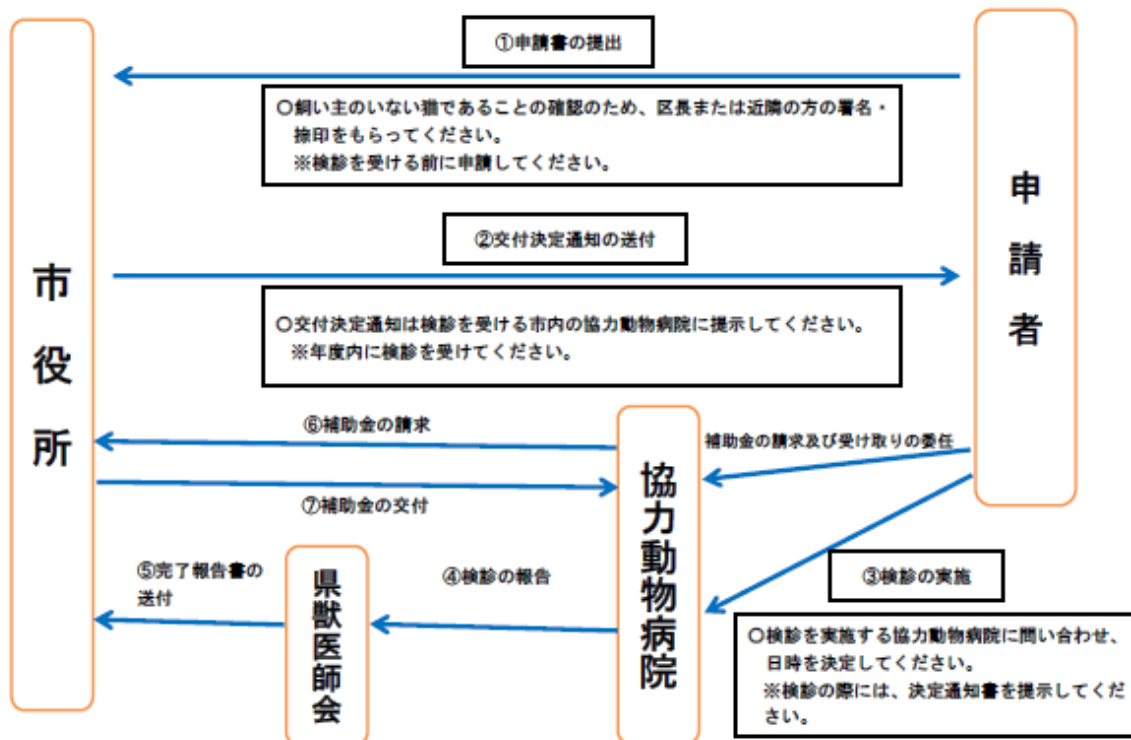 ①申請書の提出
〇飼い主のいない猫であることの確認のため、区長または近隣の方の署名・
捺印をもらってください。
※検診を受ける前に申請してください。
②交付決定通知の送付
〇交付決定通知は検診を受ける市内の協力動物病院に提示してください。
※年度内に検診を受けてください。
市役所
申請者
⑥補助金の請求
補助金の請求及び受け取りの委任
⑦補助金の交付
協力動物病院
⑤完了報告書の
送付
県獣医師会
④検診の報告
③検診の実施
〇検診を実施する協力動物病院に問い合わせ、
日時を決定してください。
※検診の際には、決定通知書を提示してくだ
さい。